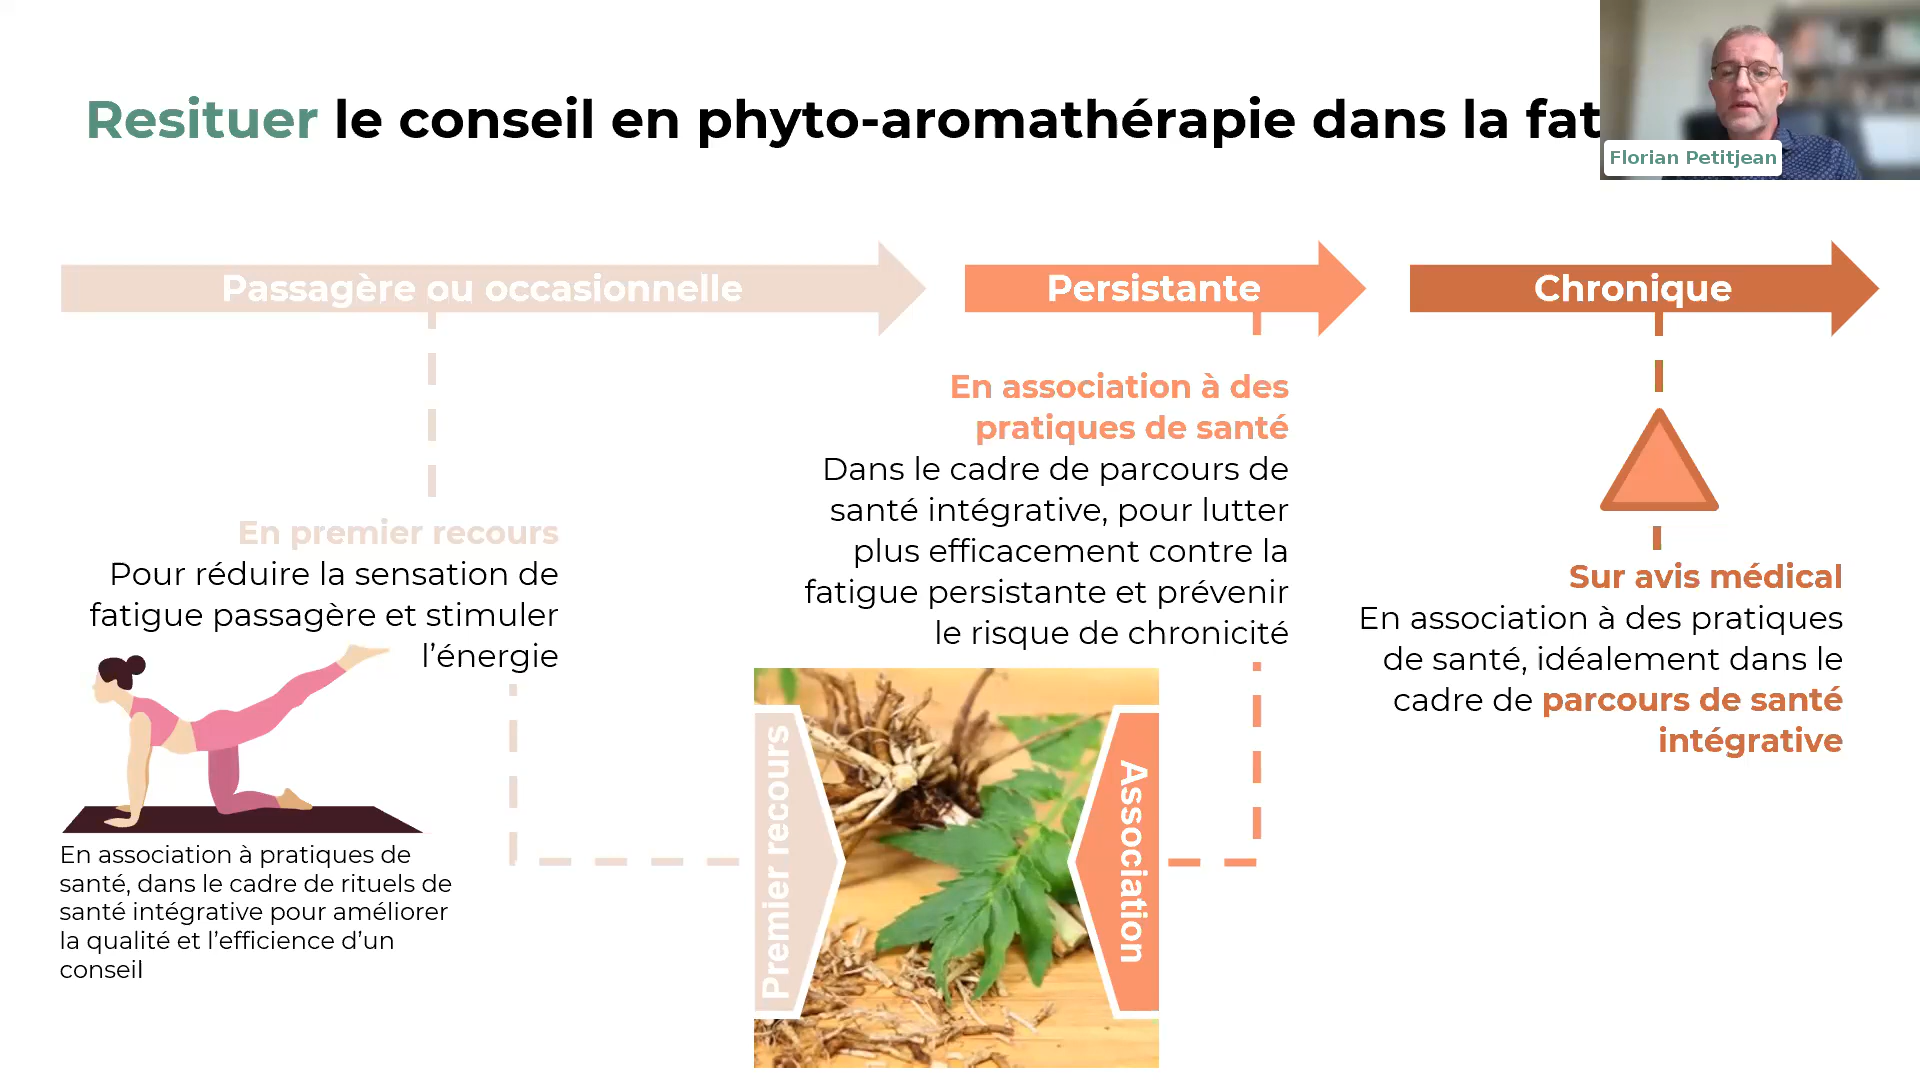 Resituer le conseil en phyto-aromathérapie dans la
Florian Petitjean
Passagère ou occasionnelle
Persistante
Chronique
En premier recours
Pour réduire la sensation de
fatigue passagère et stimuler
l’énergie
En association à pratiques de
santé, dans le cadre de rituels de
santé intégrative pour améliorer
la qualité et l’efficience d’un
conseil
En association à des
pratiques de santé
Dans le cadre de parcours de
santé intégrative, pour lutter
plus efficacement contre la
fatigue persistante et prévenir
le risque de chronicité
Premier recours
Association
Sur avis médical
En association à des pratiques
de santé, idéalement dans le
cadre de parcours de santé
intégrative